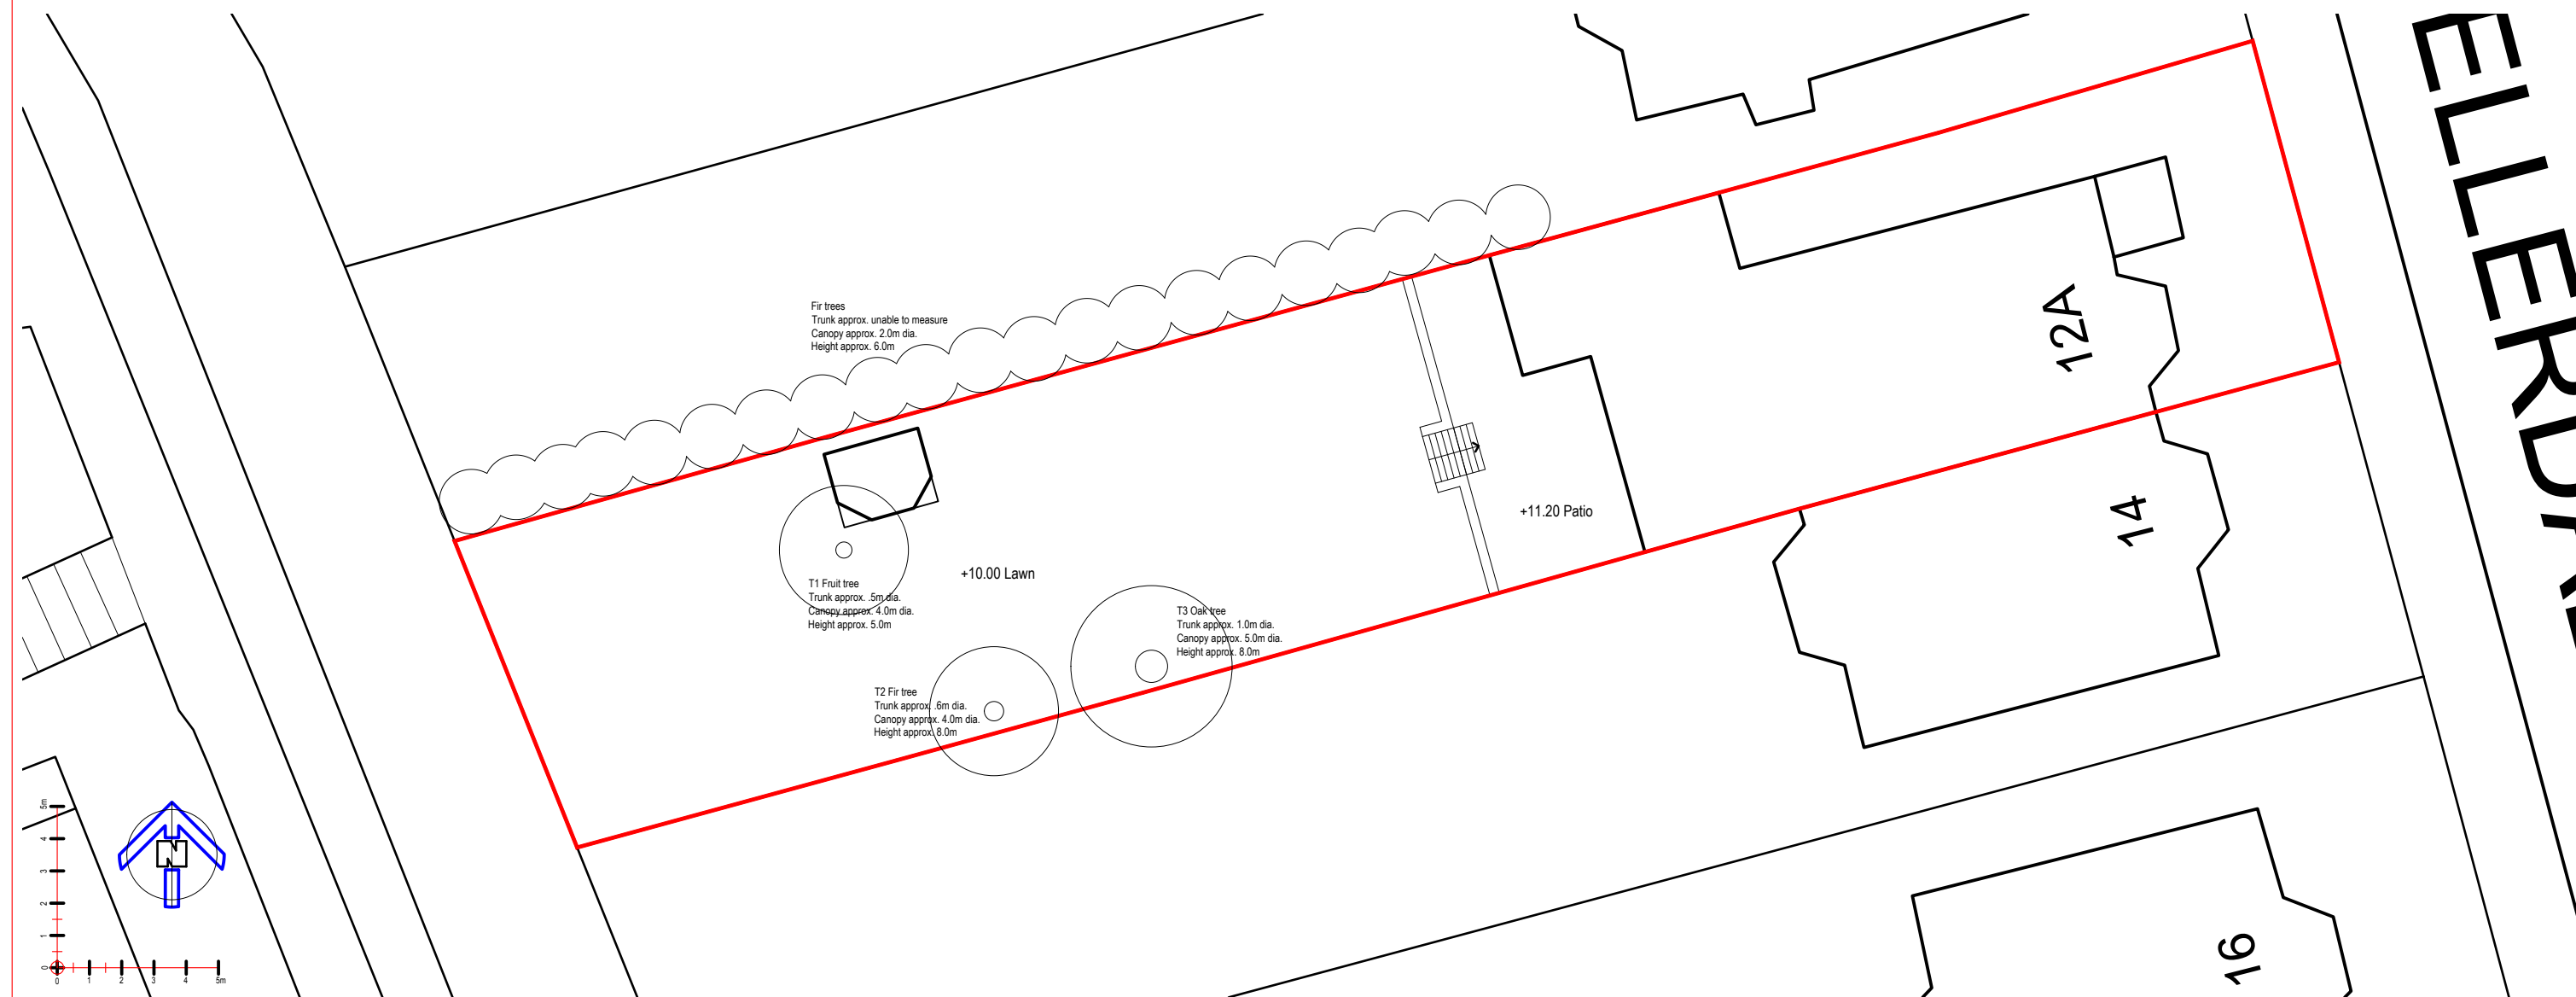 Fir trees
Trunk approx. unable to measure
Canopy approx. 2.0m dia.
Height approx. 6.0m
12A
14
+11.20 Patio
+10.00 Lawn
T1 Fruit tree
Trunk approx. .5m dia.
Canopy approx. 4.0m dia.
Height approx. 5.0m
T3 Oak tree
Trunk approx. 1.0m dia.
Canopy approx. 5.0m dia.
Height approx. 8.0m
T2 Fir tree
Trunk approx. .6m dia.
Canopy approx. 4.0m dia.
Height approx. 8.0m
16
N
5m
4
3
2
1
0
0
1
2
3
4
5m